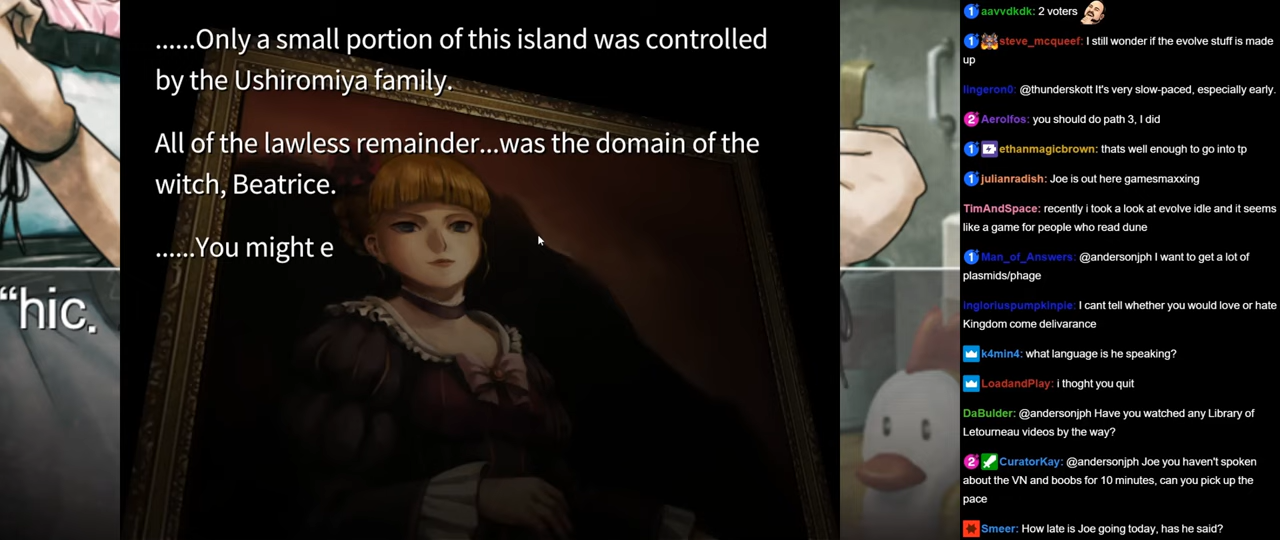 ......Only a small portion of this island was controlled
by the Ushiromiya family.
All of the lawless remainder...was the domain of the
witch, Beatrice.
......You might e
“hic.
aavvdkdk: 2 voters
steve_mcqueef: I still wonder if the evolve stuff is made
up
lingeron0: @thunderskott It's very slow-paced, especially early.
Aerolfos: you should do path 3, I did
ethanmagicbrown: thats well enough to go into tp
julianradish: Joe is out here gamesmaxxing
TimAndSpace: recently i took a look at evolve idle and it seems
like a game for people who read dune
Man_of_Answers: @andersonjph I want to get a lot of
plasmids/phage
ingloriuspumpkinpie: I cant tell whether you would love or hate
Kingdom come delivarance
k4min4: what language is he speaking?
LoadandPlay: i thoght you quit
DaBulder: @andersonjph Have you watched any Library of
Letourneau videos by the way?
CuratorKay: @andersonjph Joe you haven't spoken
about the VN and boobs for 10 minutes, can you pick up the
pace
Smeer: How late is Joe going today, has he said?